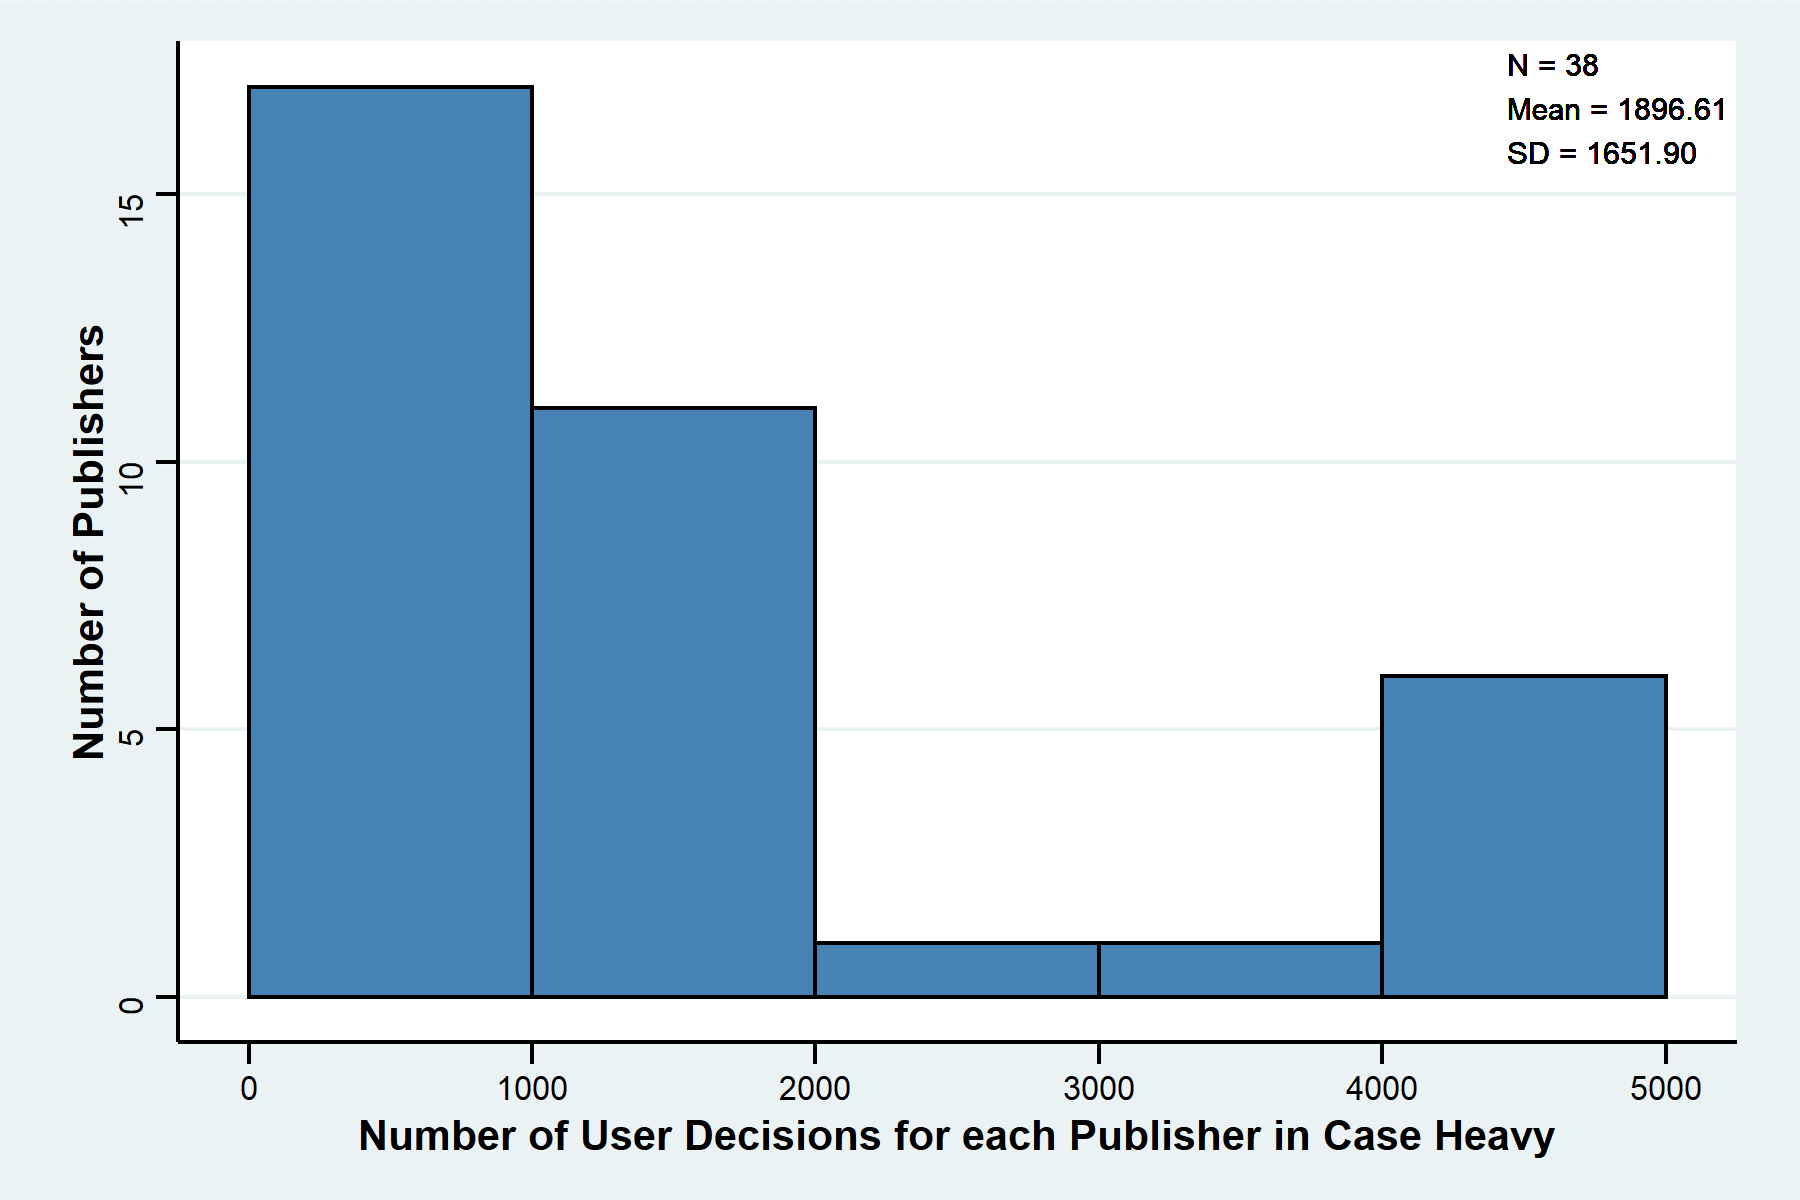 N = 38
Mean = 1896.61
SD = 1651.90
Number of Publishers
15
10
5
0
0 1000 2000 3000 4000 5000
Number of User Decisions for each Publisher in Case Heavy